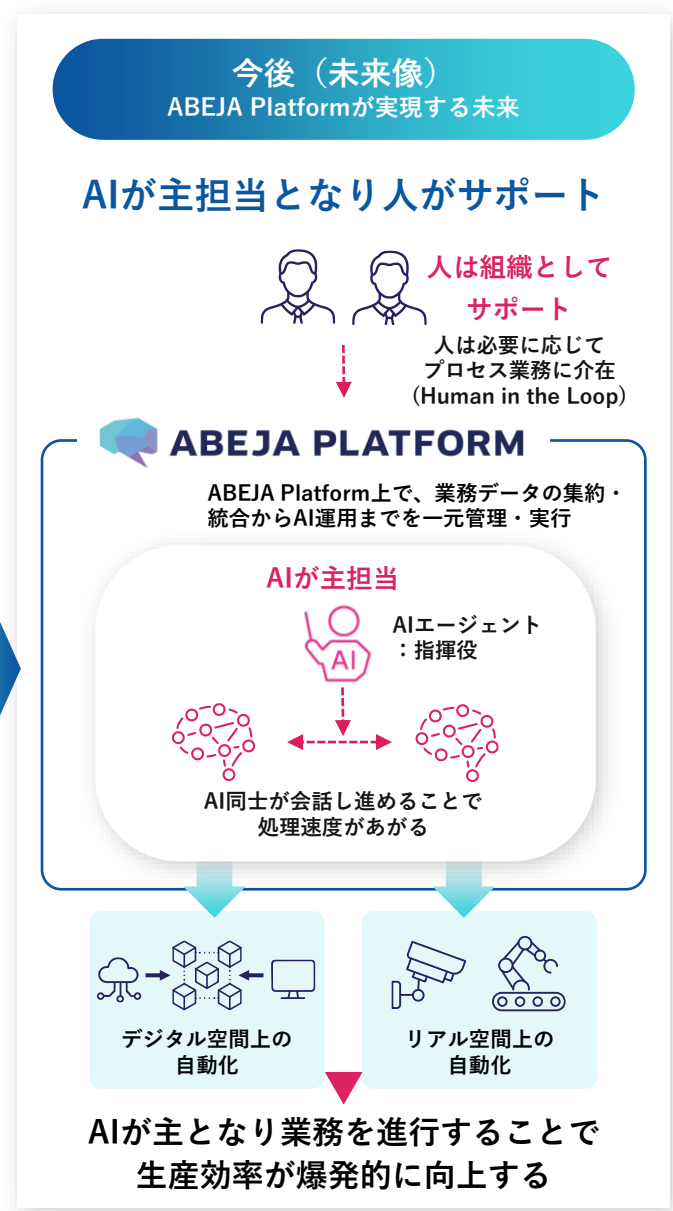 今後（未来像）
ABEJA Platformが実現する未来
AIが主担当となり人がサポート
人は組織として
サポート
人は必要に応じて
プロセス業務に介在
(Human in the Loop)
ABEJA PLATFORM
ABEJA Platform上で、業務データの集約・
統合からAI運用までを一元管理・実行
AIが主担当
AI
AIエージェント
：指揮役
AI同士が会話し進めることで
処理速度があがる
デジタル空間上の
自動化
リアル空間上の
自動化
AIが主となり業務を進行することで
生産効率が爆発的に向上する